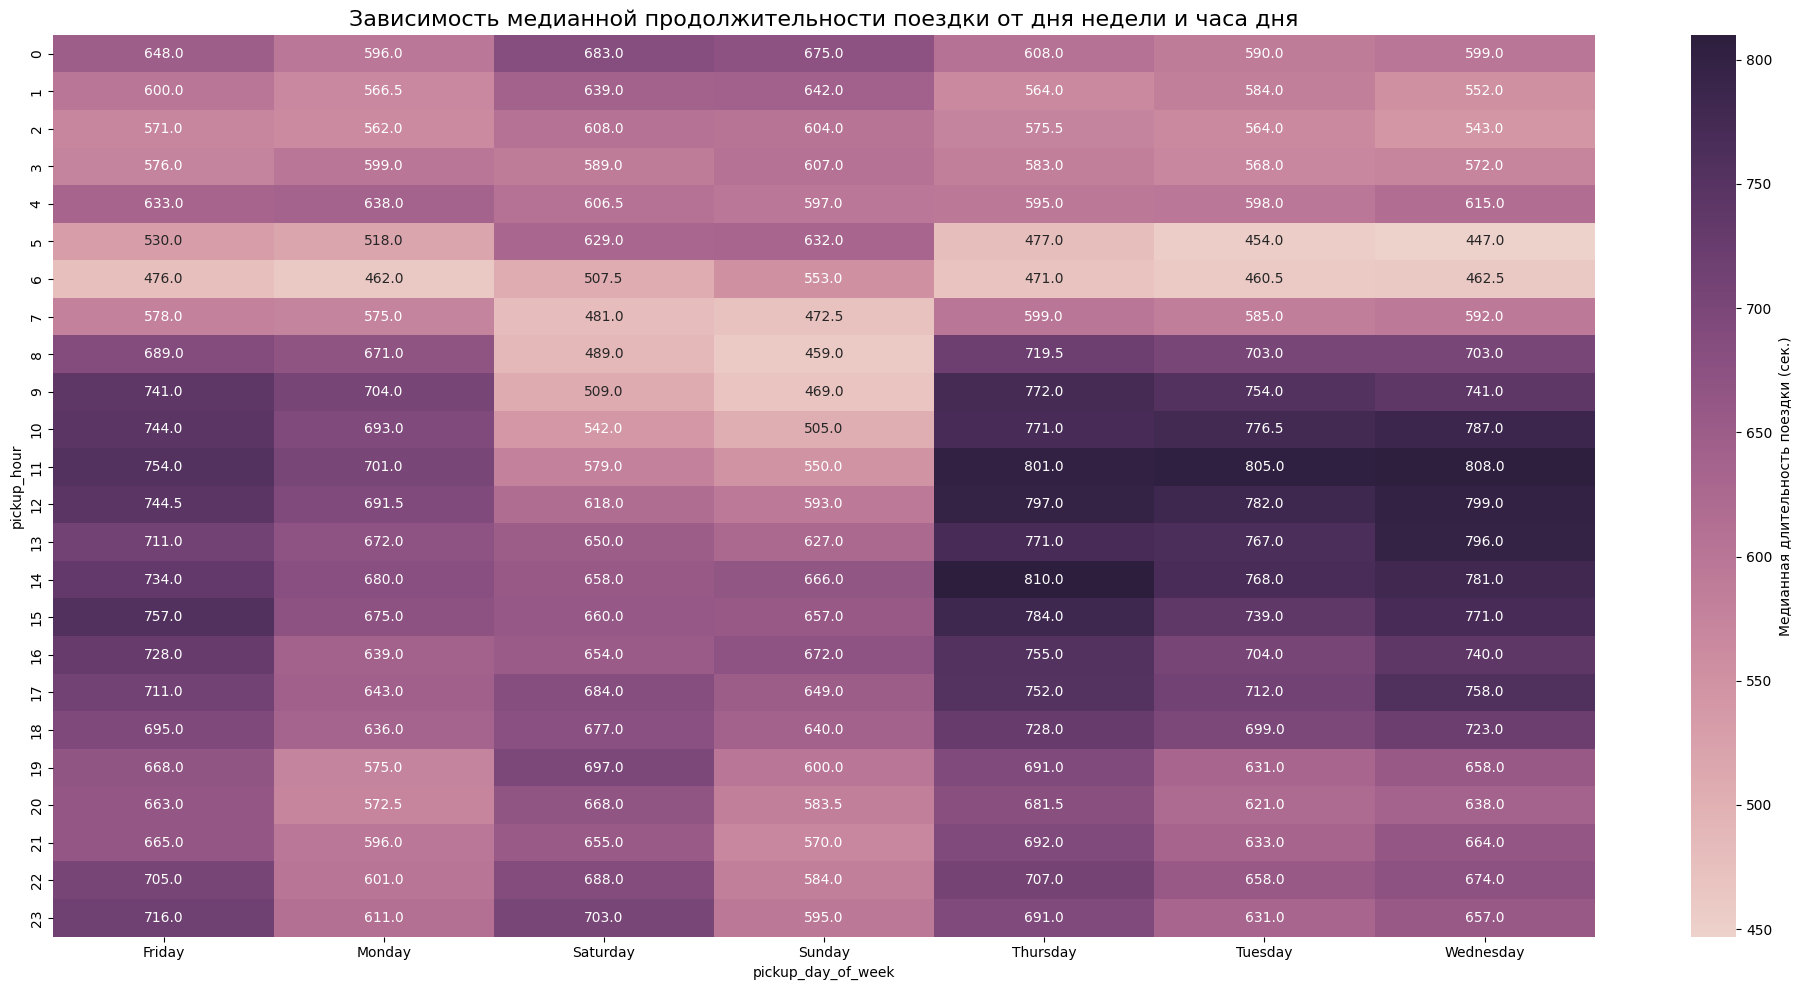 Зависимость медианной продолжительности поездки от дня недели и часа дня
0 648.0 596.0 683.0 675.0 608.0 590.0 599.0
1 600.0 566.5 639.0 642.0 564.0 584.0 552.0
2 571.0 562.0 608.0 604.0 575.5 564.0 543.0
3 576.0 599.0 589.0 607.0 583.0 568.0 572.0
4 633.0 638.0 606.5 597.0 595.0 598.0 615.0
5 530.0 518.0 629.0 632.0 477.0 454.0 447.0
6 476.0 462.0 507.5 553.0 471.0 460.5 462.5
7 578.0 575.0 481.0 472.5 599.0 585.0 592.0
8 689.0 671.0 489.0 459.0 719.5 703.0 703.0
9 741.0 704.0 509.0 469.0 772.0 754.0 741.0
10 744.0 693.0 542.0 505.0 771.0 776.5 787.0
11 754.0 701.0 579.0 550.0 801.0 805.0 808.0
12 744.5 691.5 618.0 593.0 797.0 782.0 799.0
13 711.0 672.0 650.0 627.0 771.0 767.0 796.0
14 734.0 680.0 658.0 666.0 810.0 768.0 781.0
15 757.0 675.0 660.0 657.0 784.0 739.0 771.0
16 728.0 639.0 654.0 672.0 755.0 704.0 740.0
17 711.0 643.0 684.0 649.0 752.0 712.0 758.0
18 695.0 636.0 677.0 640.0 728.0 699.0 723.0
19 668.0 575.0 697.0 600.0 691.0 631.0 658.0
20 663.0 572.5 668.0 583.5 681.5 621.0 638.0
21 665.0 596.0 655.0 570.0 692.0 633.0 664.0
22 705.0 601.0 688.0 584.0 707.0 658.0 674.0
23 716.0 611.0 703.0 595.0 691.0 631.0 657.0
Friday Monday Saturday Sunday Thursday Tuesday Wednesday
pickup_day_of_week
pickup_hour
800
750
700
650
600
550
500
450
Медианная длительность поездки (сек.)